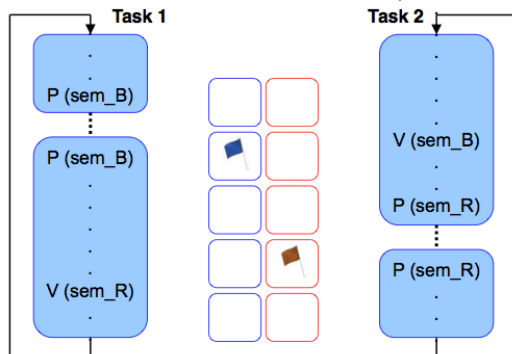 Task 1
P (sem_B)
P (sem_B)
V (sem_R)
Task 2
V (sem_B)
P (sem_R)
P (sem_R)